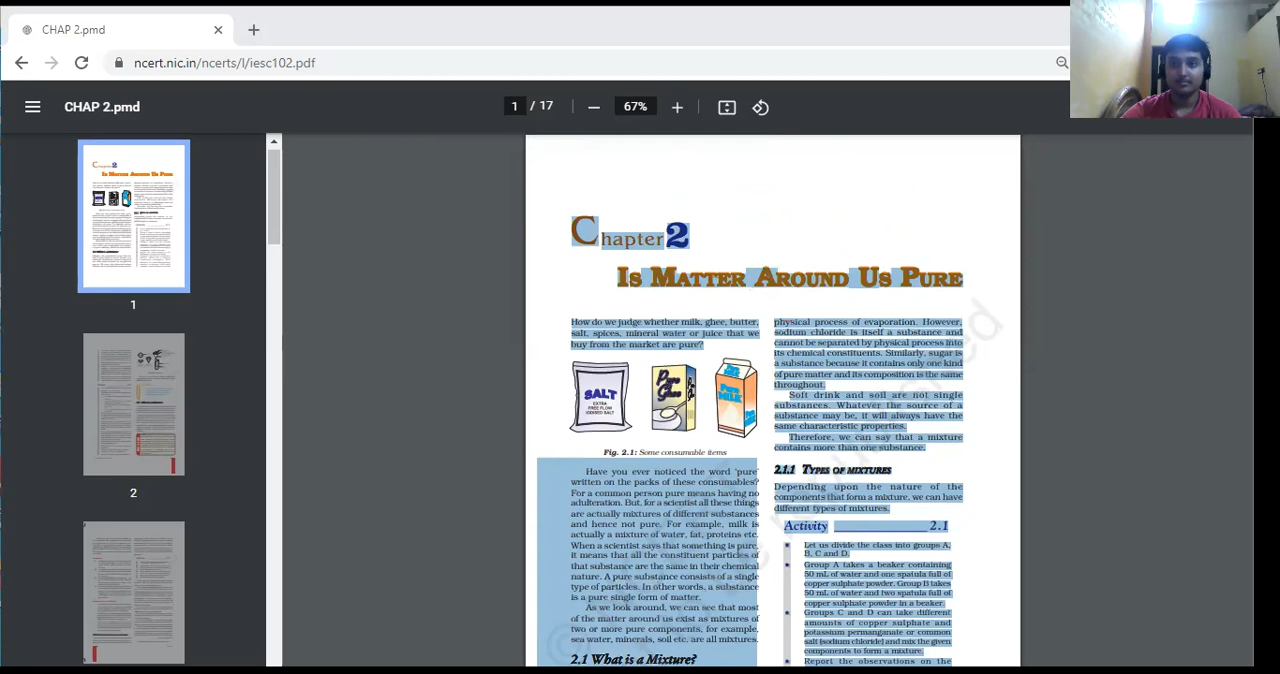 CHAP 2.pmd
ncert.nic.in/ncerts/l/iesc102.pdf
CHAP 2.pmd
1 / 17
67%
Chapter 2
IS MATTER AROUND US PURE
How do we judge whether milk, ghee, butter,
salt, spices, mineral water or juice that we
buy from the market are pure?
SALT
EXTRA
FREE FLOW
IODISED SALT
Pure
Ghee
PURE
MILK
Fig. 2.1: Some consumable items
Have you ever noticed the word 'pure'
written on the packs of these consumables?
For a common person pure means having no
adulteration. But, for a scientist all these things
are actually mixtures of different substances
and hence not pure. For example, milk is
actually a mixture of water, fat, proteins etc.
When a scientist says that something is pure,
it means that all the constituent particles of
that substance are the same in their chemical
nature. A pure substance consists of a single
type of particles. In other words, a substance
is a pure single form of matter.
As we look around, we can see that most
of the matter around us exist as mixtures of
two or more pure components, for example,
sea water, minerals, soil etc. are all mixtures.
2.1 What is a Mixture?
physical process of evaporation. However,
sodium chloride is itself a substance and
cannot be separated by physical process into
its chemical constituents. Similarly, sugar is
a substance because it contains only one kind
of pure matter and its composition is the same
throughout.
Soft drink and soil are not single
substances. Whatever the source of a
substance may be, it will always have the
same characteristic properties.
Therefore, we can say that a mixture
contains more than one substance.
2.1.1 TYPES OF MIXTURES
Depending upon the nature of the
components that form a mixture, we can have
different types of mixtures.
Activity 2.1
• Let us divide the class into groups A,
B, C and D.
• Group A takes a beaker containing
50 mL of water and one spatula full of
copper sulphate powder. Group B takes
50 mL of water and two spatula full of
copper sulphate powder in a beaker.
• Groups C and D can take different
amounts of copper sulphate and
potassium permanganate or common
salt (sodium chloride) and mix the given
components to form a mixture.
• Report the observations on the
1
2